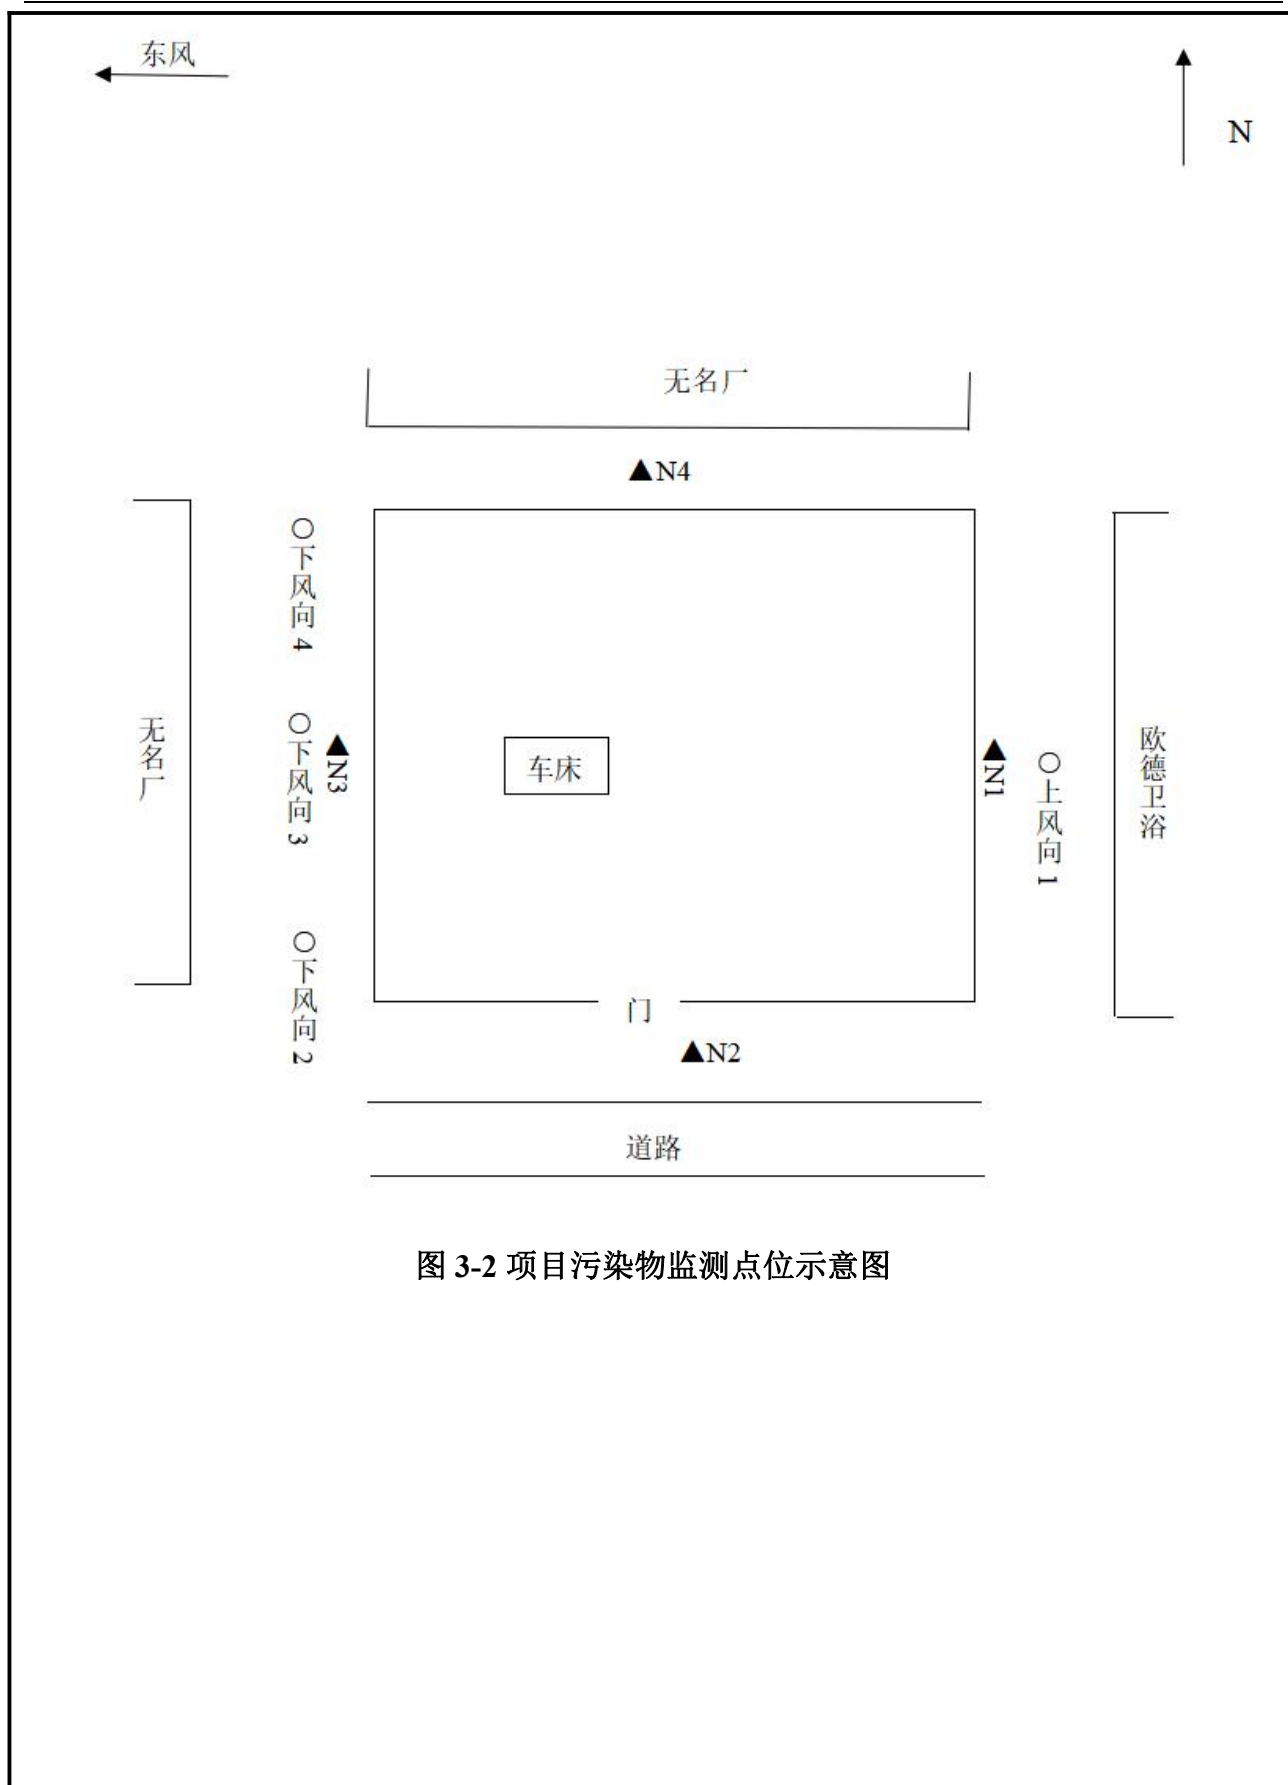 东风
N
无名厂
▲N4
○下风向 4
无名厂
○下风向 3
▲N3
车床
▲N1
○上风向 1
欧德卫浴
○下风向 2
门
▲N2
道路
图 3-2 项目污染物监测点位示意图